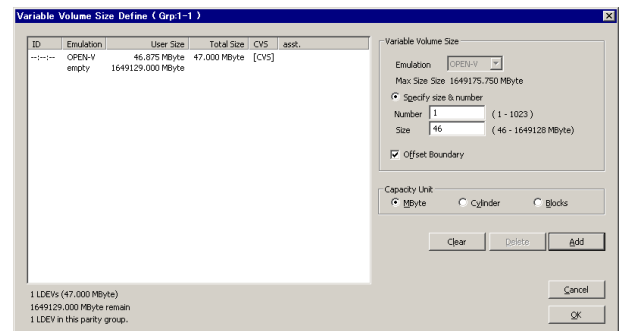 Variable Volume Size Define ( Grp:1-1 )
ID Emulation User Size Total Size CVS asst.
--:--:-- OPEN-V 46.875 MByte 47.000 MByte [CVS]
empty 1649129.000 MByte
1 LDEVs (47.000 MByte)
1649129.000 MByte remain
1 LDEV in this parity group.
Variable Volume Size
Emulation OPEN-V
Max Size Size 1649175.750 MByte
Specify size & number
Number 1 ( 1 - 1023 )
Size 46 ( 46 - 1649128 MByte)
Offset Boundary
Capacity Unit
MByte Cylinder Blocks
Clear Delete Add
Cancel
OK